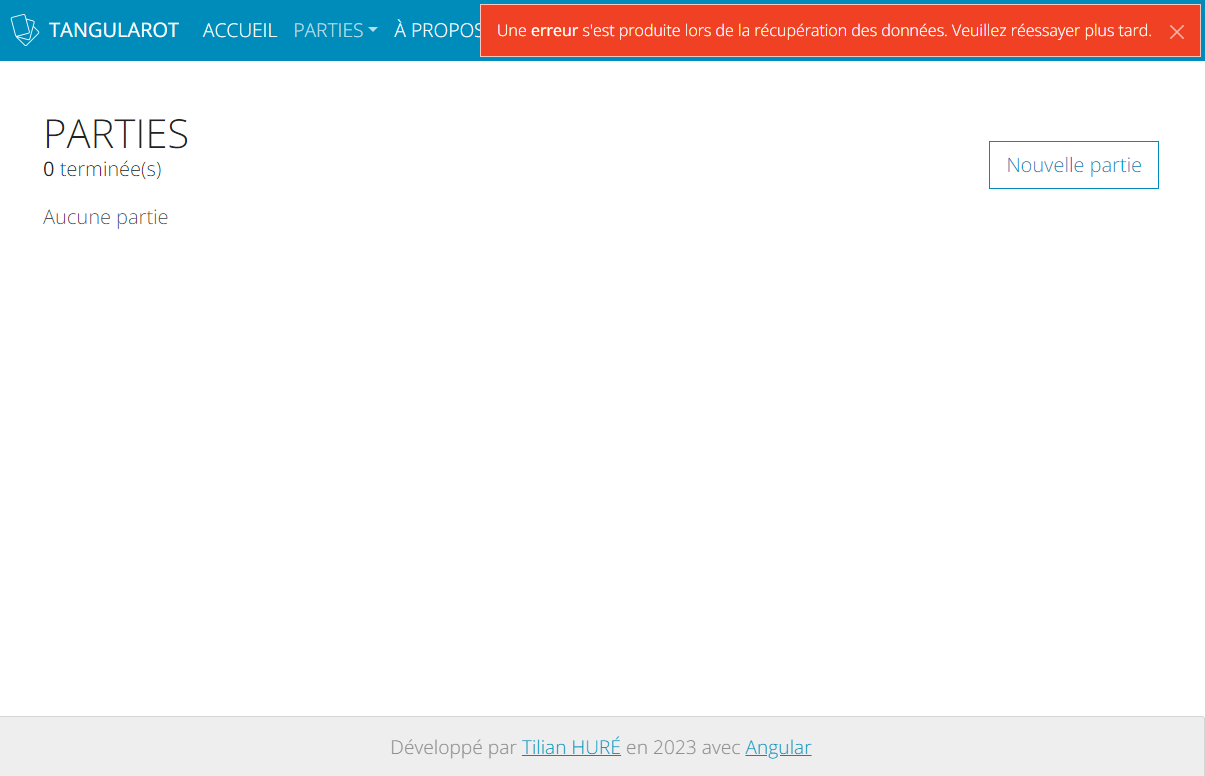 TANGULAROT ACCUEIL PARTIES À PROPOS
Une erreur s'est produite lors de la récupération des données. Veuillez réessayer plus tard.
PARTIES
0 terminée(s)
Nouvelle partie
Aucune partie
Développé par Tilian HURÉ en 2023 avec Angular